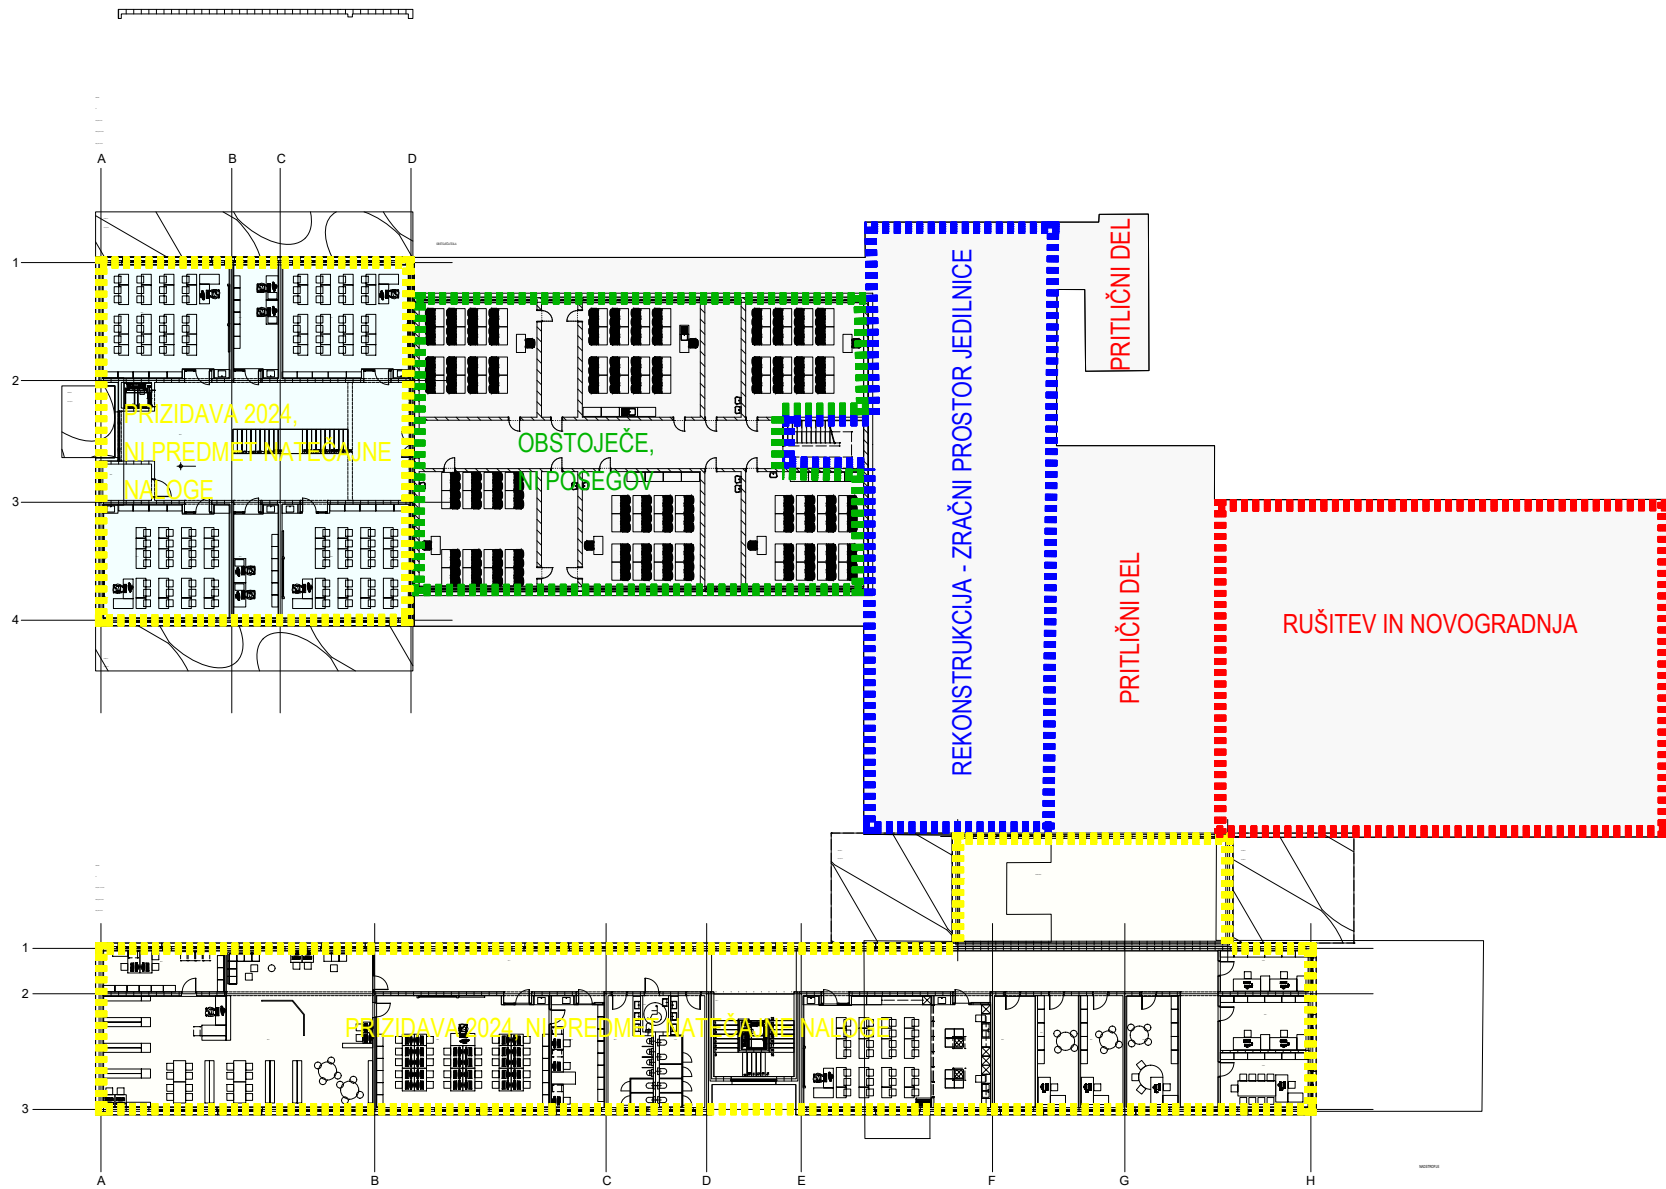 A B C D
1
2
3
4
PRIZIDAVA 2024,
NI PREDMET NATEČAJNE
NALOGE
OBSTOJEČE,
NI POSEGOV
REKONSTRUKCIJA - ZRAČNI PROSTOR JEDILNICE
PRITLIČNI DEL
PRITLIČNI DEL
RUŠITEV IN NOVOGRADNJA
1
2
3
PRIZIDAVA 2024, NI PREDMET NATEČAJNE NALOGE
A B C D E F G H